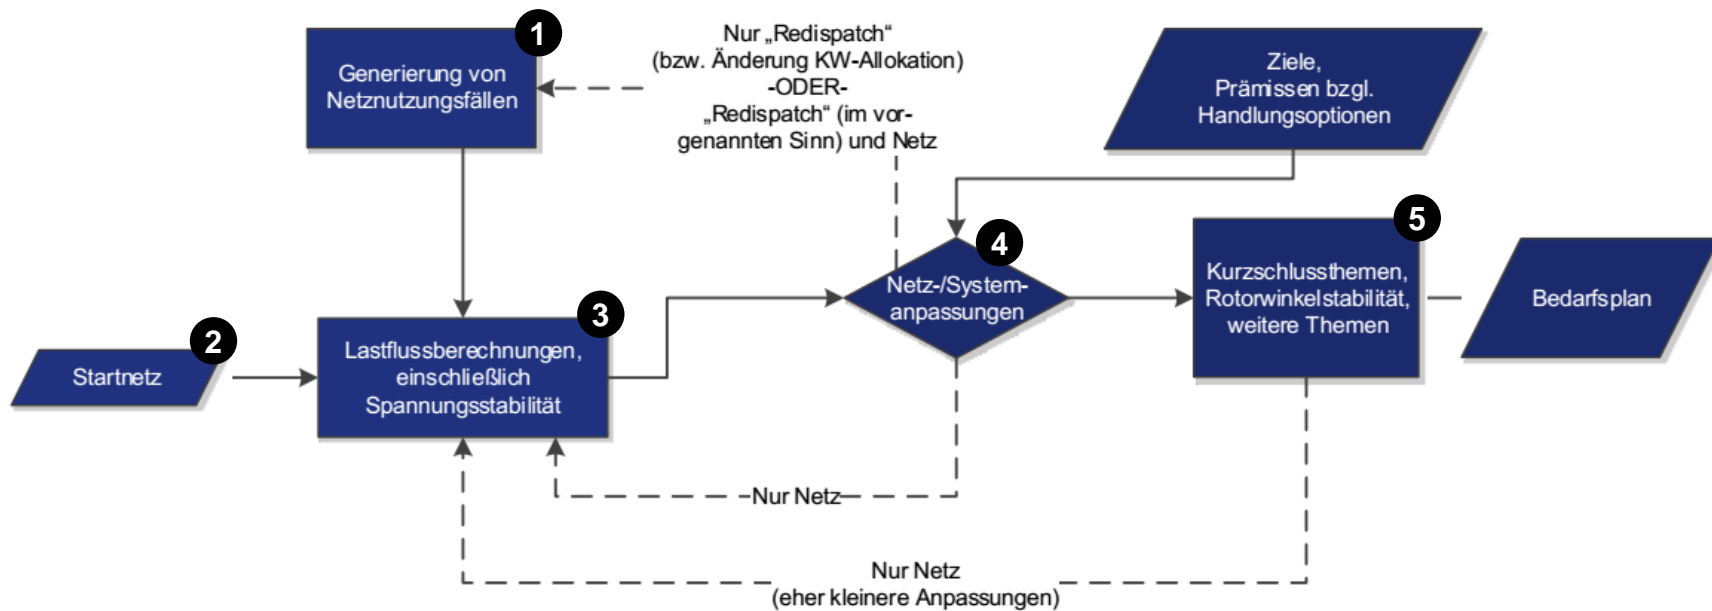 1
Generierung von
Netznutzungsfällen
Nur „Redispatch“
(bzw. Änderung KW-Allokation)
-ODER-
„Redispatch“ (im vor-
genannten Sinn) und Netz
Ziele,
Prämissen bzgl.
Handlungsoptionen
2
Startnetz
3
Lastflussberechnungen,
einschließlich
Spannungsstabilität
4
Netz-/System-
anpassungen
5
Kurzschlussthemen,
Rotorwinkelstabilität,
weitere Themen
Bedarfsplan
Nur Netz
Nur Netz
(eher kleinere Anpassungen)